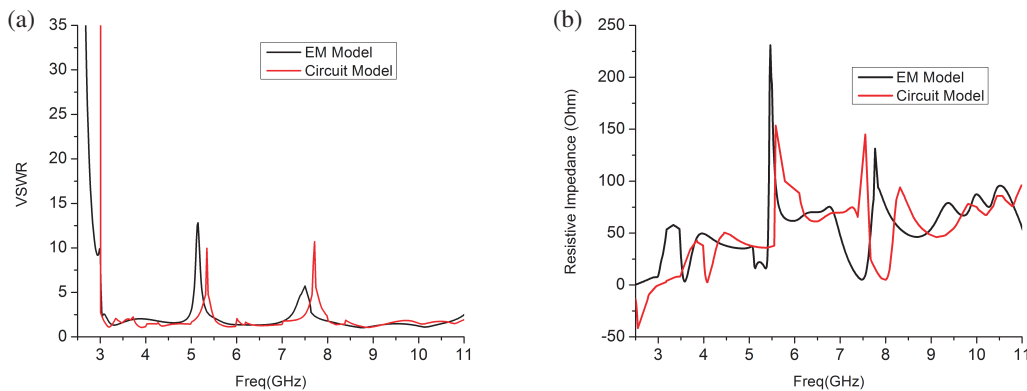 (a)
35
30
25
20
15
10
5
0
VSWR
EM Model
Circuit Model
3 4 5 6 7 8 9 10 11
Freq(GHz)
(b)
250
200
150
100
50
0
-50
Resistive Impedance (Ohm)
EM Model
Circuit Model
3 4 5 6 7 8 9 10 11
Freq(GHz)